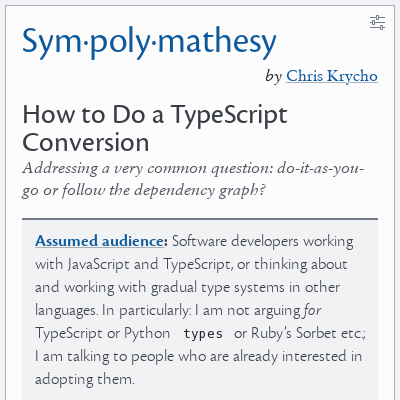 Sym·poly·mathesy
by Chris Krycho
How to Do a TypeScript
Conversion
Addressing a very common question: do-it-as-you-
go or follow the dependency graph?
Assumed audience: Software developers working
with JavaScript and TypeScript, or thinking about
and working with gradual type systems in other
languages. In particularly: I am not arguing for
TypeScript or Python types or Ruby’s Sorbet etc.;
I am talking to people who are already interested in
adopting them.